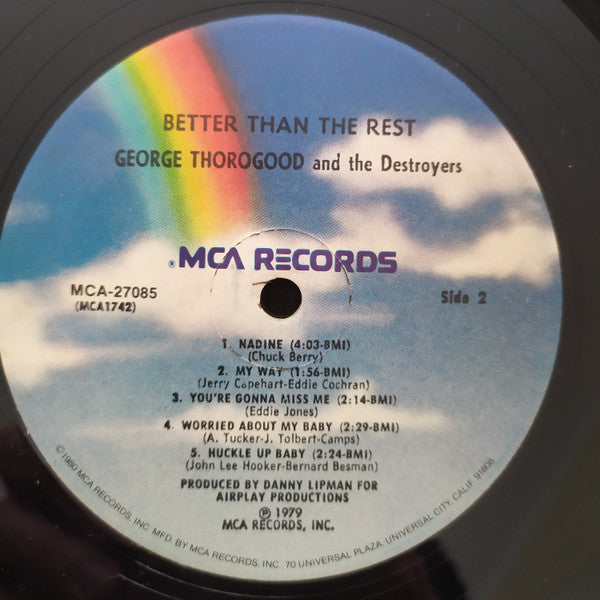 BETTER THAN THE REST
GEORGE THOROGOOD and the Destroyers
®MCA RECORDS
MCA-27085
(MCA1742)
Side 2
1. NADINE (4:03-BMI)
(Chuck Berry)
2. MY WAY (1:56-BMI)
(Jerry Capehart-Eddie Cochran)
3. YOU'RE GONNA MISS ME (2:14-BMI)
(Eddie Jones)
4. WORRIED ABOUT MY BABY (2:29-BMI)
(A. Tucker-J. Tolbert-Camps)
5. HUCKLE UP BABY (2:24-BMI)
(John Lee Hooker-Bernard Besman)
PRODUCED BY DANNY LIPMAN FOR
AIRPLAY PRODUCTIONS
℗ 1979
MCA RECORDS, INC.
©1980 MCA RECORDS, INC. MFD. BY MCA RECORDS, INC. 70 UNIVERSAL PLAZA, UNIVERSAL CITY, CALIF. 91608